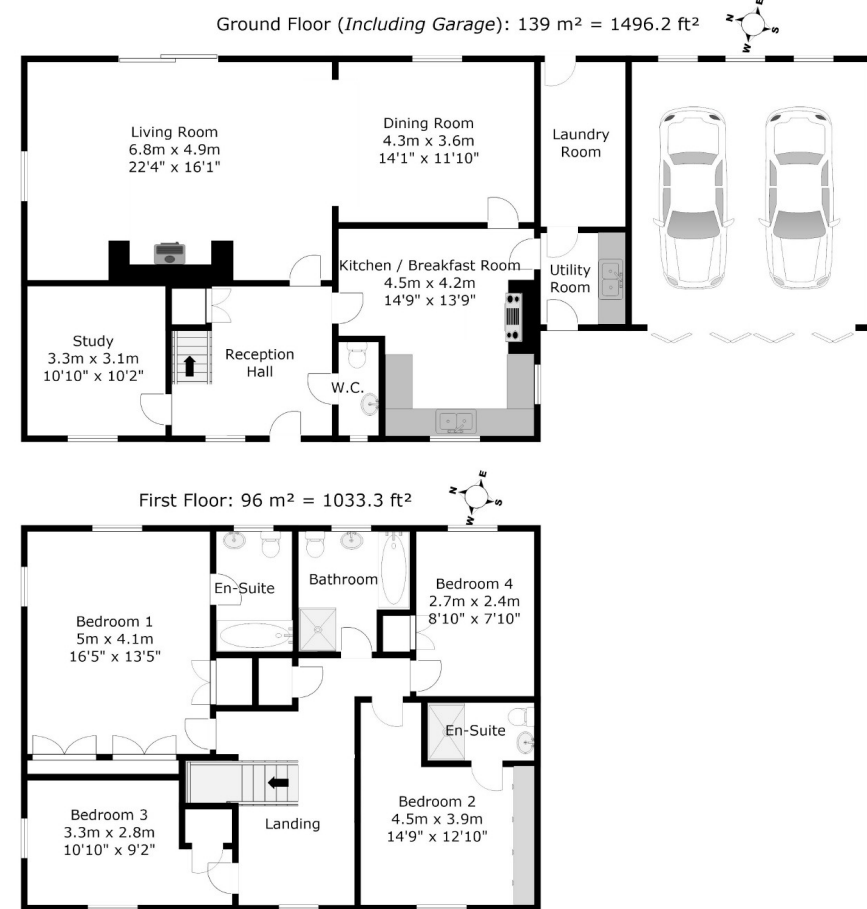 Ground Floor (Including Garage): 139 m² = 1496.2 ft²
N
E
S
W
Living Room
6.8m x 4.9m
22'4" x 16'1"
Dining Room
4.3m x 3.6m
14'1" x 11'10"
Laundry
Room
Kitchen / Breakfast Room
4.5m x 4.2m
14'9" x 13'9"
Utility
Room
Study
3.3m x 3.1m
10'10" x 10'2"
Reception
Hall
W.C.
First Floor: 96 m² = 1033.3 ft²
N
E
S
W
Bedroom 1
5m x 4.1m
16'5" x 13'5"
En-Suite
Bathroom
Bedroom 4
2.7m x 2.4m
8'10" x 7'10"
En-Suite
Bedroom 3
3.3m x 2.8m
10'10" x 9'2"
Landing
Bedroom 2
4.5m x 3.9m
14'9" x 12'10"